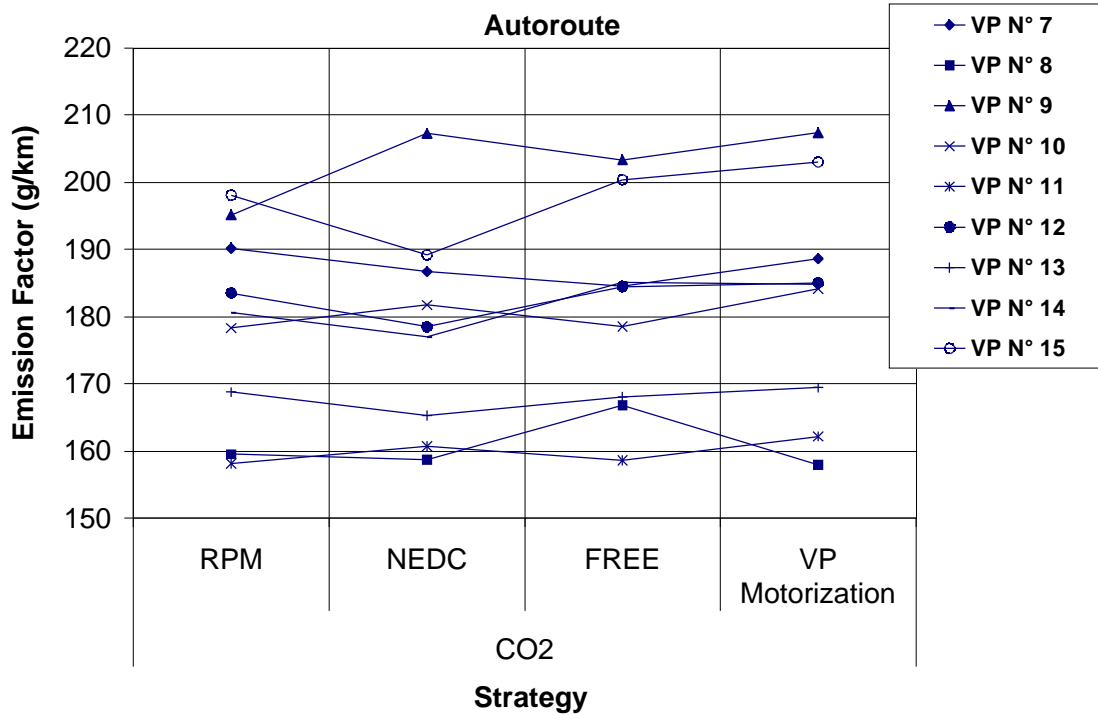 Autoroute
Emission Factor (g/km)
220
210
200
190
180
170
160
150
RPM
NEDC
FREE
VP
Motorization
CO2
Strategy
VP N° 7
VP N° 8
VP N° 9
VP N° 10
VP N° 11
VP N° 12
VP N° 13
VP N° 14
VP N° 15